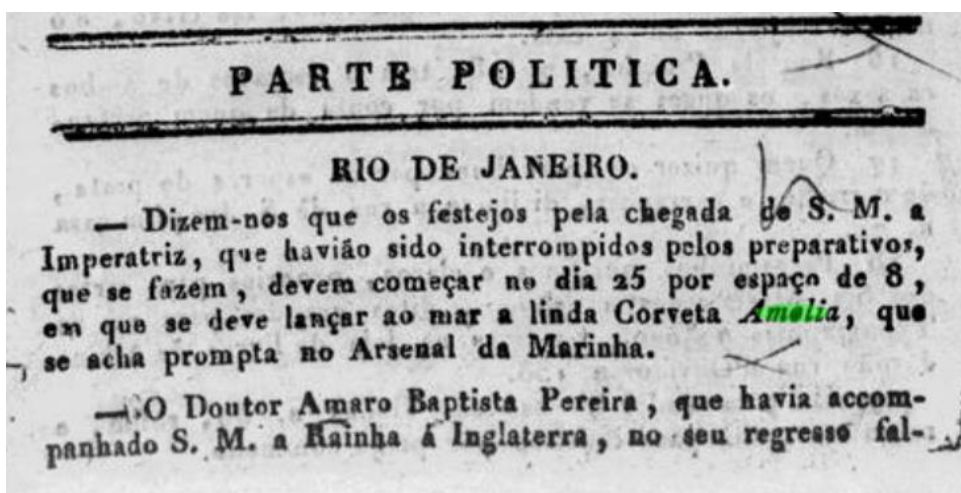 PARTE POLITICA.
RIO DE JANEIRO.
— Dizem-nos que os festejos pela chegada de S. M. a
Imperatriz, que havião sido interrompidos pelos preparativos,
que se fazem, devem começar no dia 25 por espaço de 8,
em que se deve lançar ao mar a linda Corveta Amelia, que
se acha prompta no Arsenal da Marinha.
— O Doutor Amaro Baptista Pereira, que havia accom-
panhado S. M. a Rainha á Inglaterra, no seu regresso fal-